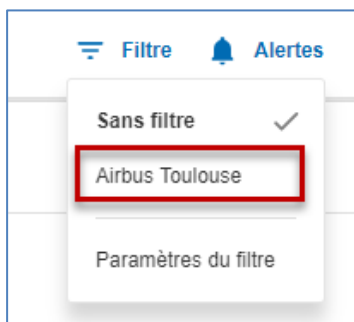 Filtre Alertes
Sans filtre
Airbus Toulouse
Paramètres du filtre